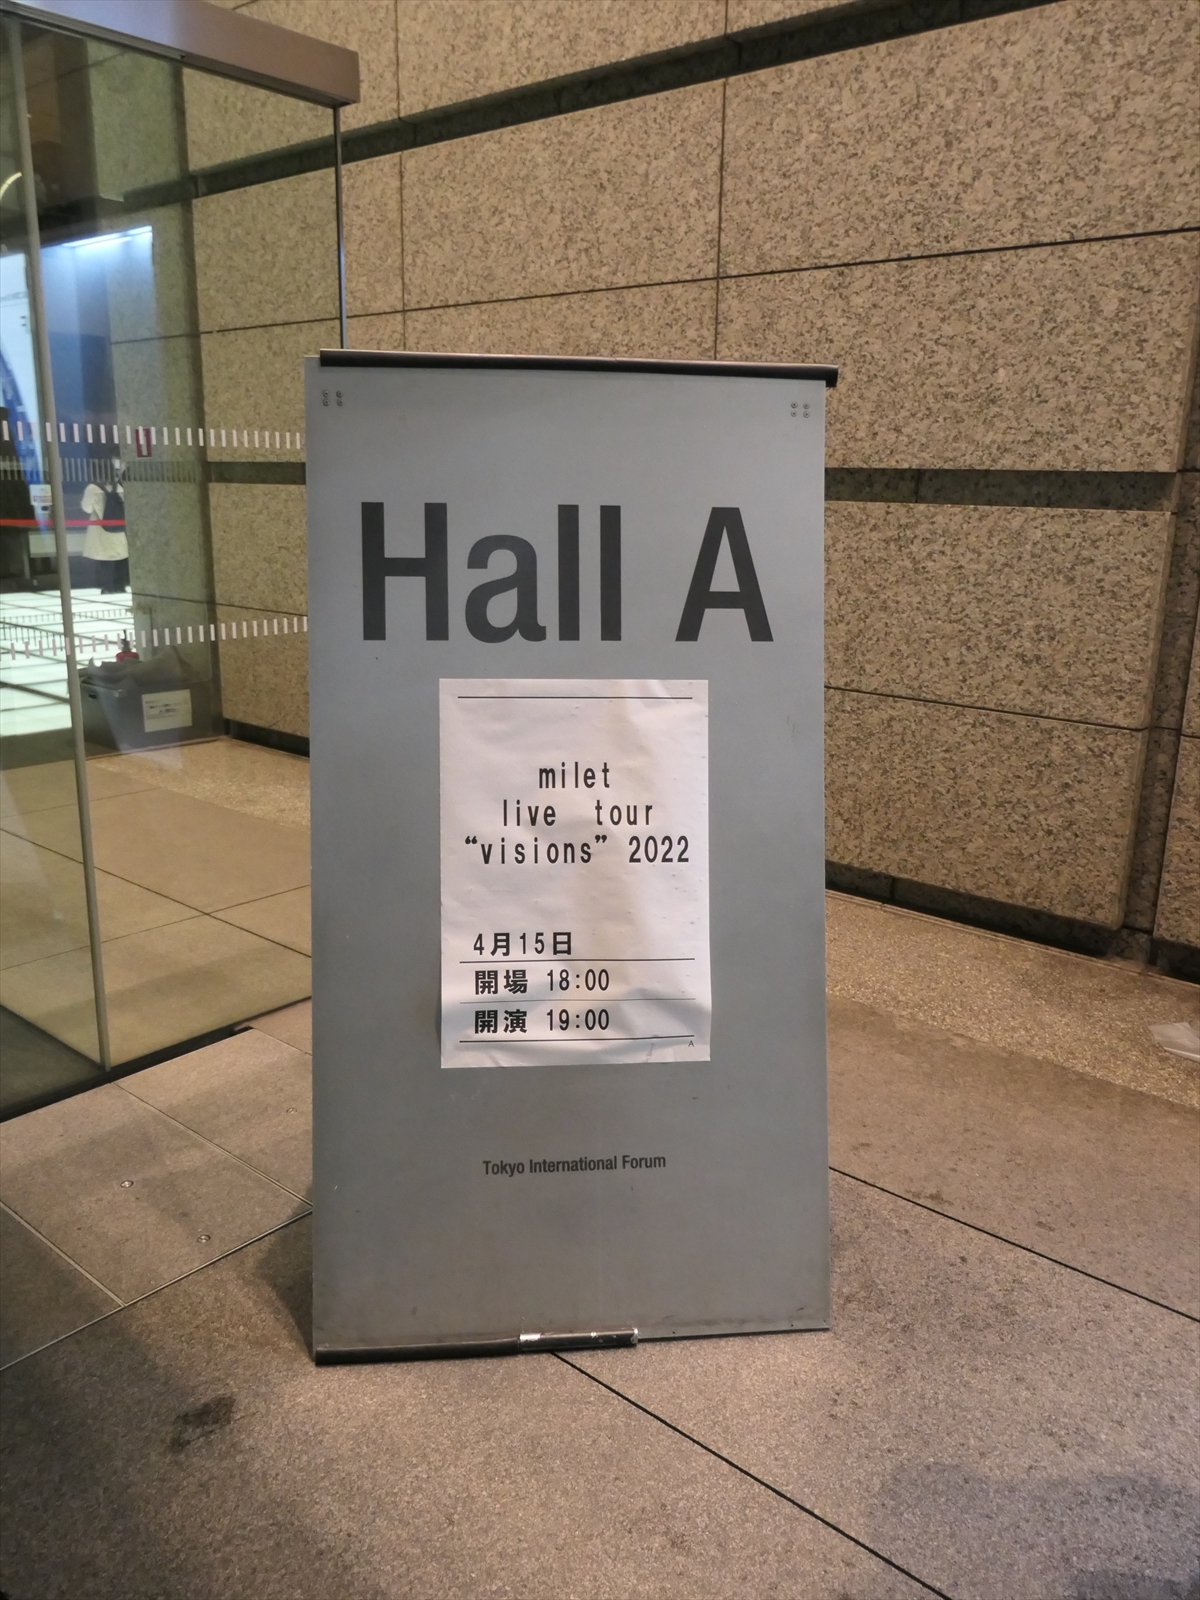 Hall A
milet
live tour
“visions” 2022
4月15日
開場 18:00
開演 19:00
A
Tokyo International Forum